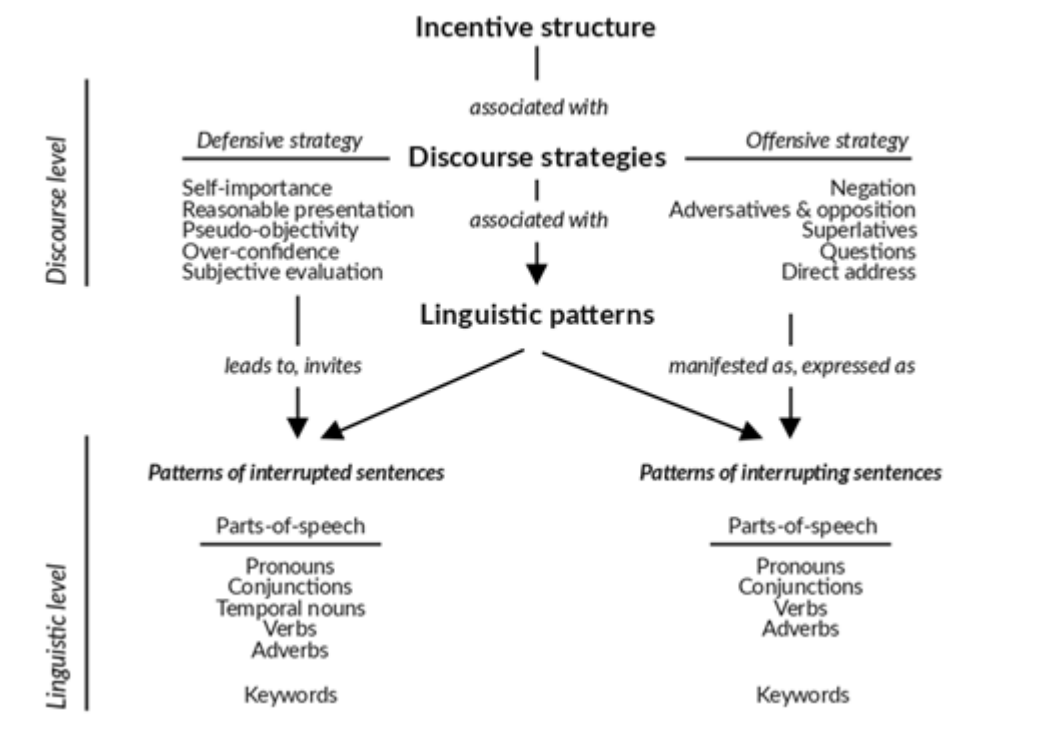 Incentive structure
associated with
Discourse level
Defensive strategy
Discourse strategies
Offensive strategy
Self-importance
Reasonable presentation
Pseudo-objectivity
Over-confidence
Subjective evaluation
associated with
Negation
Adversatives & opposition
Superlatives
Questions
Direct address
Linguistic patterns
leads to, invites
manifested as, expressed as
Linguistic level
Patterns of interrupted sentences
Parts-of-speech
Pronouns
Conjunctions
Temporal nouns
Verbs
Adverbs
Keywords
Patterns of interrupting sentences
Parts-of-speech
Pronouns
Conjunctions
Verbs
Adverbs
Keywords